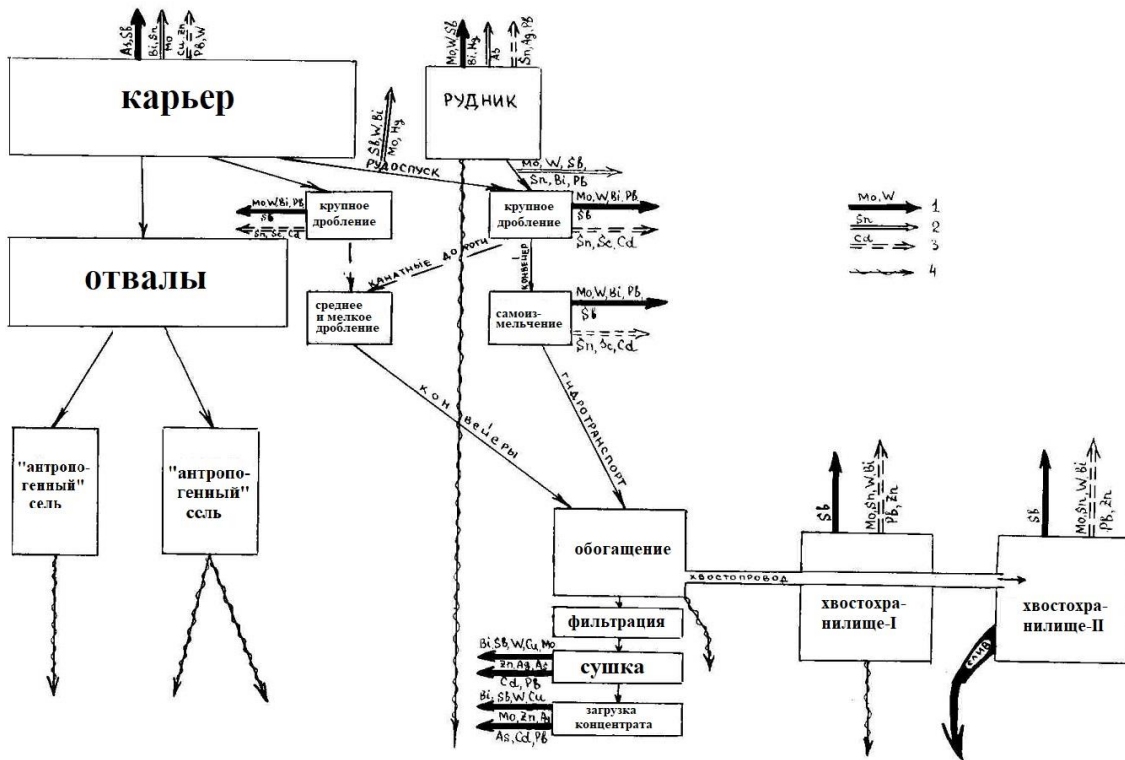 As,Sb
Bi,Sn
Mo
Cu,Zn
Pb,W
карьер
Mo,W,Sb
Bi,Hg
As
Sn,Ag,Pb
РУДНИК
Sb,W,Bi
Mo,Hg
РУДОСПУСК
Mo,W,Sb,
Sn,Bi,Pb
Mo,W,Bi,Pb
Sb
Sn,Sc,Cd
крупное
дробление
крупное
дробление
Mo,W,Bi,Pb,
Sb
Sn,Sc,Cd
Mo,W
1
Sn
2
Cd
3
4
отвалы
КАНАТНЫЕ ДОРОГИ
КОНВЕЙЕР
среднее
и мелкое
дробление
самоиз-
мельчение
Mo,W,Bi,Pb,
Sb
Sn,Sc,Cd
КОНВЕЙЕРЫ
ГИДРОТРАНСПОРТ
"антропо-
генный"
сель
"антропо-
генный"
сель
Sb
Mo,Sn,W,Bi
Pb,Zn
Sb
Mo,Sn,W,Bi
Pb,Zn
обогащение
ХВОСТОПРОВОД
хвостохра-
нилище-I
хвостохра-
нилище-II
СЛИВ
фильтрация
Bi,Sb,W,Cu,Mo
Zn,Ag,As
Cd,Pb
сушка
Bi,Sb,W,Cu
Mo,Zn,Ag
As,Cd,Pb
загрузка
концентрата